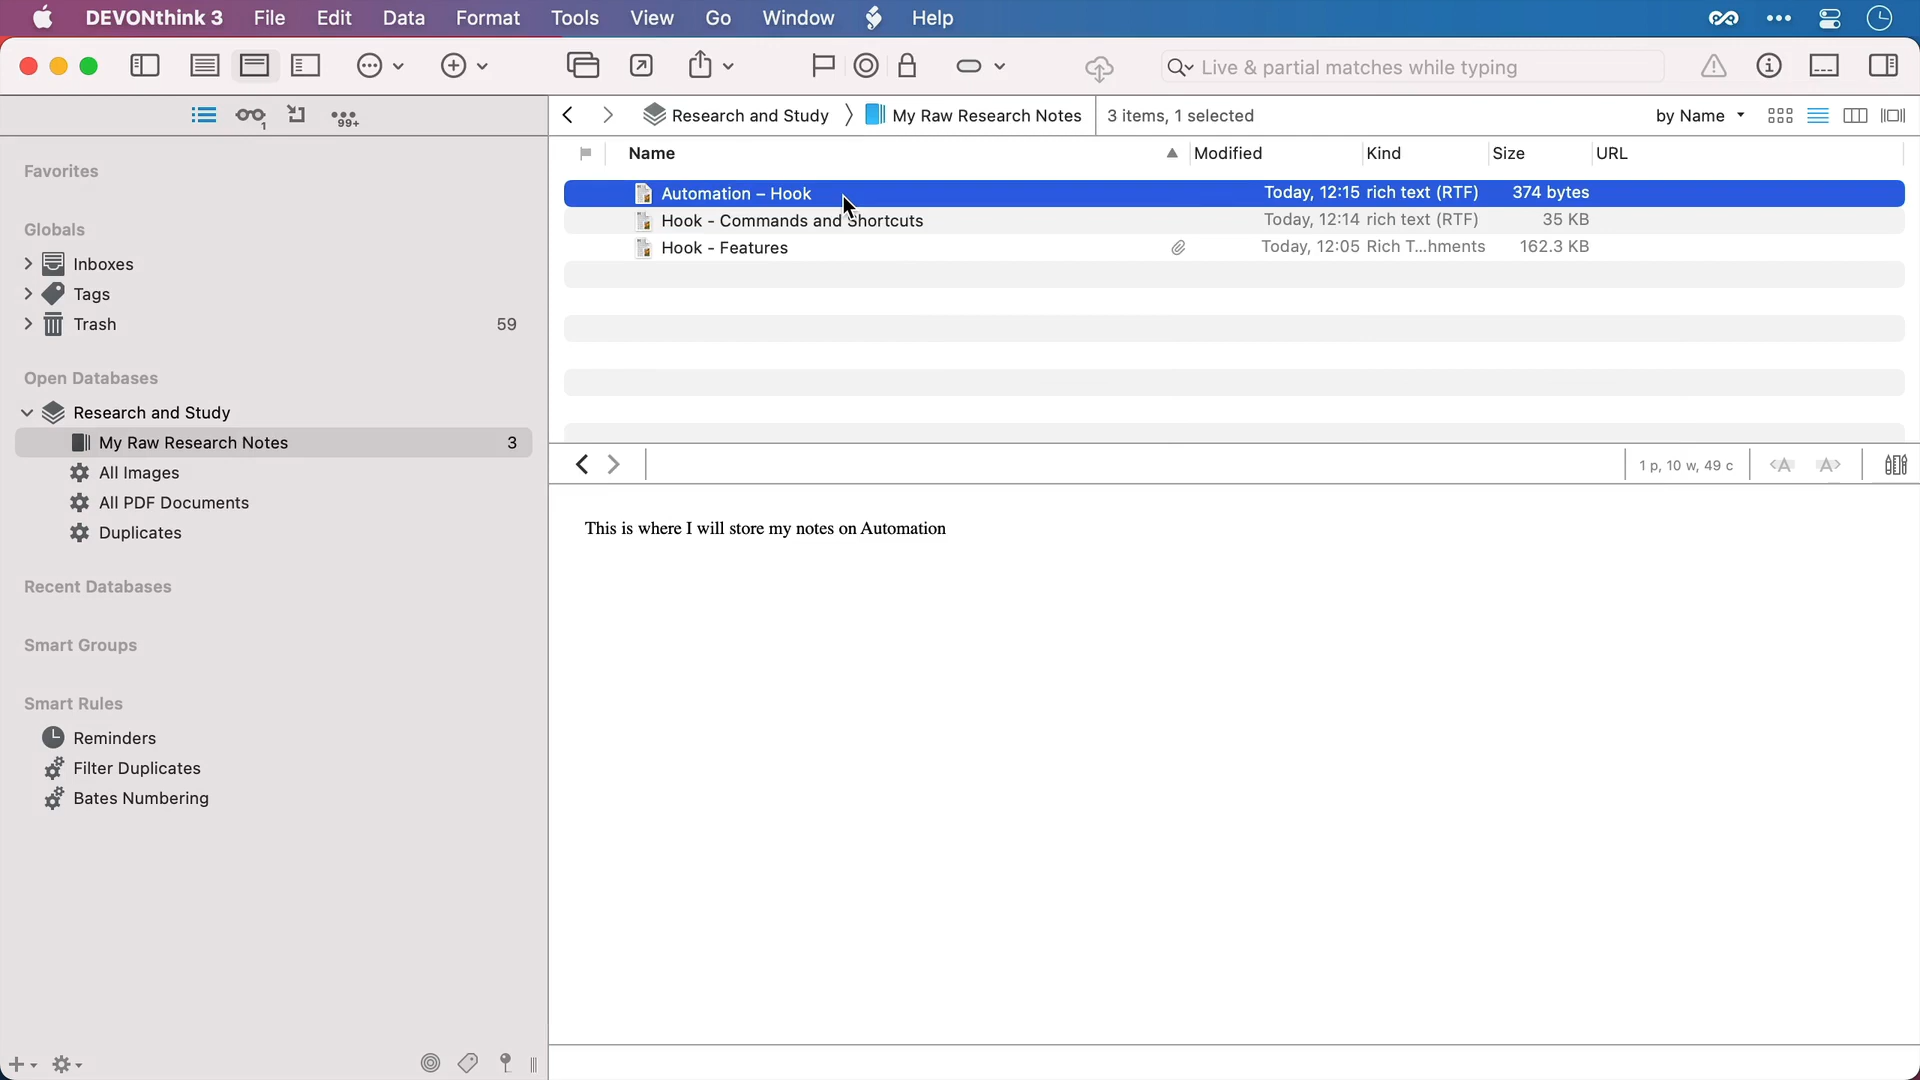 DEVONthink 3 File Edit Data Format Tools View Go Window Help
Live & partial matches while typing
99+
1
Research and Study My Raw Research Notes 3 items, 1 selected by Name
Favorites
Globals
Inboxes
Tags
Trash 59
Open Databases
Research and Study
My Raw Research Notes 3
All Images
All PDF Documents
Duplicates
Recent Databases
Smart Groups
Smart Rules
Reminders
Filter Duplicates
Bates Numbering
Name Modified Kind Size URL
Automation – Hook Today, 12:15 rich text (RTF) 374 bytes
Hook - Commands and Shortcuts Today, 12:14 rich text (RTF) 35 KB
Hook - Features Today, 12:05 Rich T...hments 162.3 KB
1 p, 10 w, 49 c
This is where I will store my notes on Automation